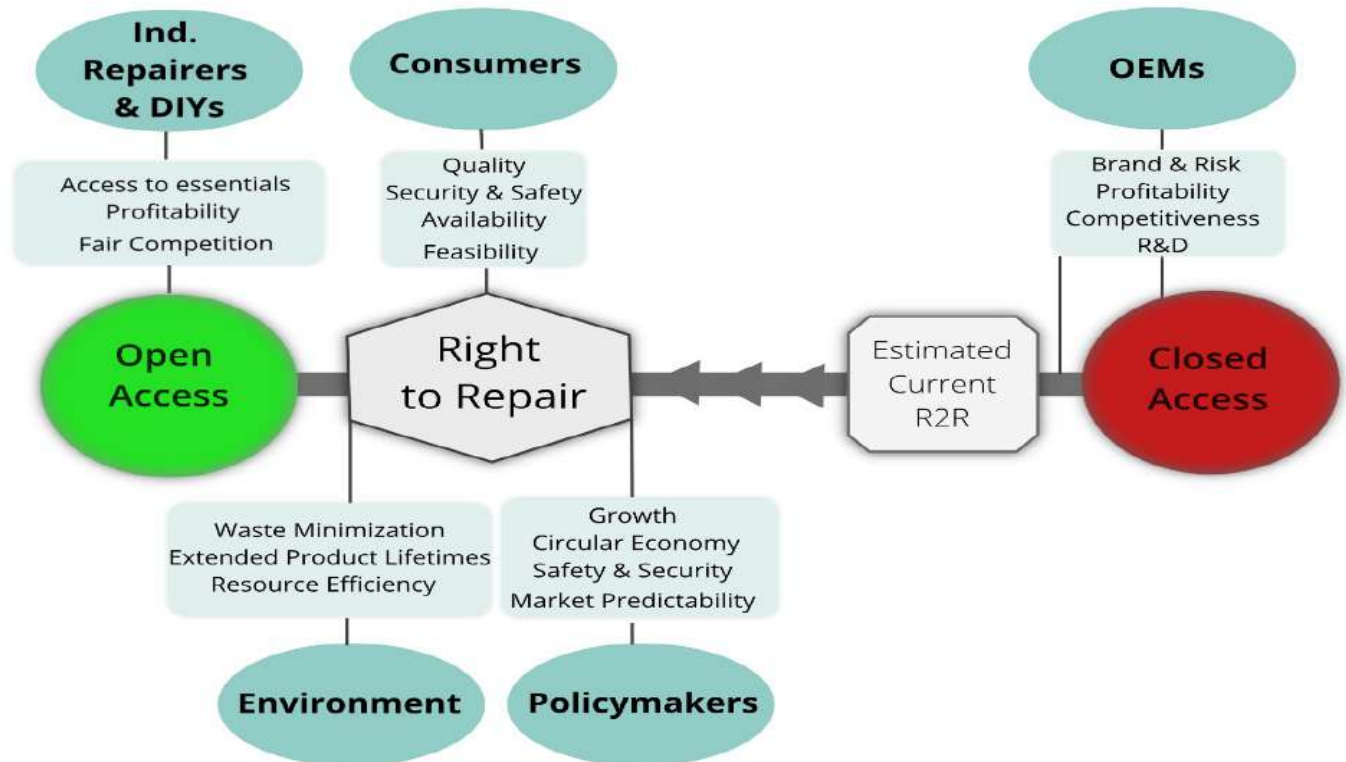 Ind.
Repairers
& DIYs
Consumers
OEMs
Access to essentials
Profitability
Fair Competition
Quality
Security & Safety
Availability
Feasibility
Brand & Risk
Profitability
Competitiveness
R&D
Open
Access
Right
to Repair
Estimated
Current
R2R
Closed
Access
Waste Minimization
Extended Product Lifetimes
Resource Efficiency
Growth
Circular Economy
Safety & Security
Market Predictability
Environment
Policymakers